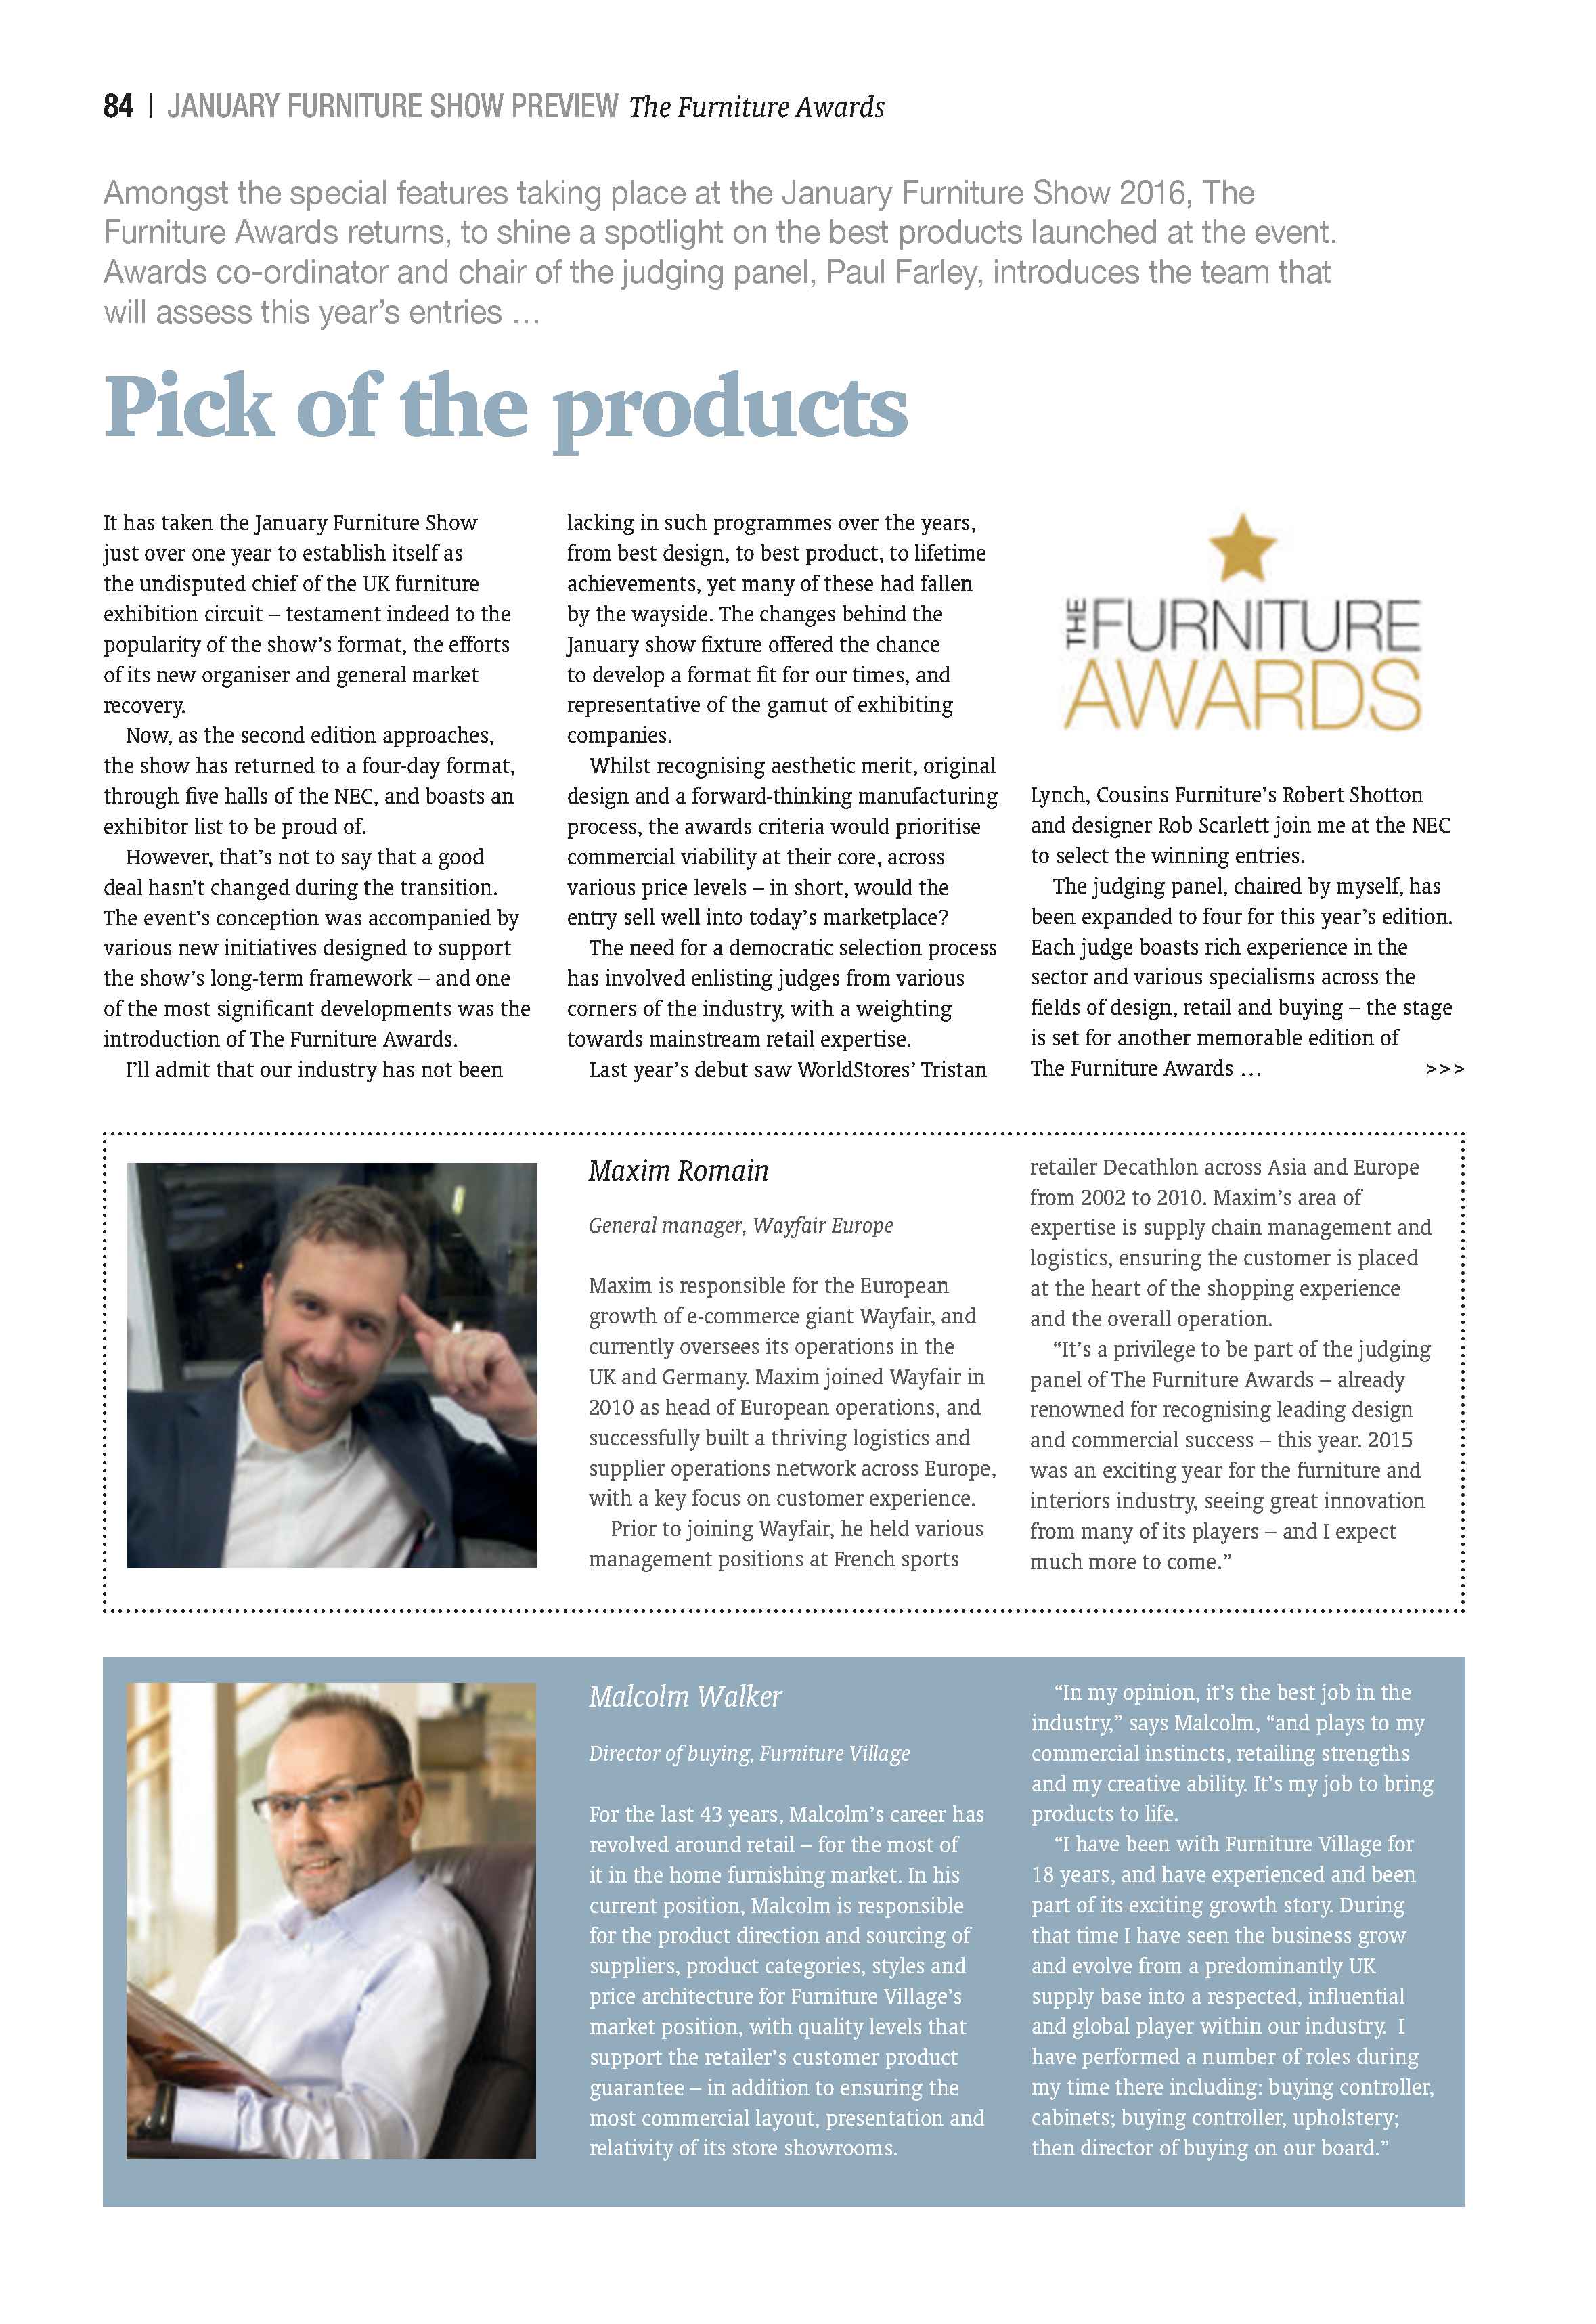 84 | JANUARY FURNITURE SHOW PREVIEW The Furniture Awards
Amongst the special features taking place at the January Furniture Show 2016, The
Furniture Awards returns, to shine a spotlight on the best products launched at the event.
Awards co-ordinator and chair of the judging panel, Paul Farley, introduces the team that
will assess this year’s entries …
Pick of the products
It has taken the January Furniture Show
just over one year to establish itself as
the undisputed chief of the UK furniture
exhibition circuit – testament indeed to the
popularity of the show’s format, the efforts
of its new organiser and general market
recovery.
Now, as the second edition approaches,
the show has returned to a four-day format,
through five halls of the NEC, and boasts an
exhibitor list to be proud of.
However, that’s not to say that a good
deal hasn’t changed during the transition.
The event’s conception was accompanied by
various new initiatives designed to support
the show’s long-term framework – and one
of the most significant developments was the
introduction of The Furniture Awards.
I’ll admit that our industry has not been
lacking in such programmes over the years,
from best design, to best product, to lifetime
achievements, yet many of these had fallen
by the wayside. The changes behind the
January show fixture offered the chance
to develop a format fit for our times, and
representative of the gamut of exhibiting
companies.
Whilst recognising aesthetic merit, original
design and a forward-thinking manufacturing
process, the awards criteria would prioritise
commercial viability at their core, across
various price levels – in short, would the
entry sell well into today’s marketplace?
The need for a democratic selection process
has involved enlisting judges from various
corners of the industry, with a weighting
towards mainstream retail expertise.
Last year’s debut saw WorldStores’ Tristan
THE FURNITURE
AWARDS
Lynch, Cousins Furniture’s Robert Shotton
and designer Rob Scarlett join me at the NEC
to select the winning entries.
The judging panel, chaired by myself, has
been expanded to four for this year’s edition.
Each judge boasts rich experience in the
sector and various specialisms across the
fields of design, retail and buying – the stage
is set for another memorable edition of
The Furniture Awards … >>>
Maxim Romain
General manager, Wayfair Europe
Maxim is responsible for the European
growth of e-commerce giant Wayfair, and
currently oversees its operations in the
UK and Germany. Maxim joined Wayfair in
2010 as head of European operations, and
successfully built a thriving logistics and
supplier operations network across Europe,
with a key focus on customer experience.
Prior to joining Wayfair, he held various
management positions at French sports
retailer Decathlon across Asia and Europe
from 2002 to 2010. Maxim’s area of
expertise is supply chain management and
logistics, ensuring the customer is placed
at the heart of the shopping experience
and the overall operation.
“It’s a privilege to be part of the judging
panel of The Furniture Awards – already
renowned for recognising leading design
and commercial success – this year. 2015
was an exciting year for the furniture and
interiors industry, seeing great innovation
from many of its players – and I expect
much more to come.”
Malcolm Walker
Director of buying, Furniture Village
For the last 43 years, Malcolm’s career has
revolved around retail – for the most of
it in the home furnishing market. In his
current position, Malcolm is responsible
for the product direction and sourcing of
suppliers, product categories, styles and
price architecture for Furniture Village’s
market position, with quality levels that
support the retailer’s customer product
guarantee – in addition to ensuring the
most commercial layout, presentation and
relativity of its store showrooms.
“In my opinion, it’s the best job in the
industry,” says Malcolm, “and plays to my
commercial instincts, retailing strengths
and my creative ability. It’s my job to bring
products to life.
“I have been with Furniture Village for
18 years, and have experienced and been
part of its exciting growth story. During
that time I have seen the business grow
and evolve from a predominantly UK
supply base into a respected, influential
and global player within our industry.  I
have performed a number of roles during
my time there including: buying controller,
cabinets; buying controller, upholstery;
then director of buying on our board.”